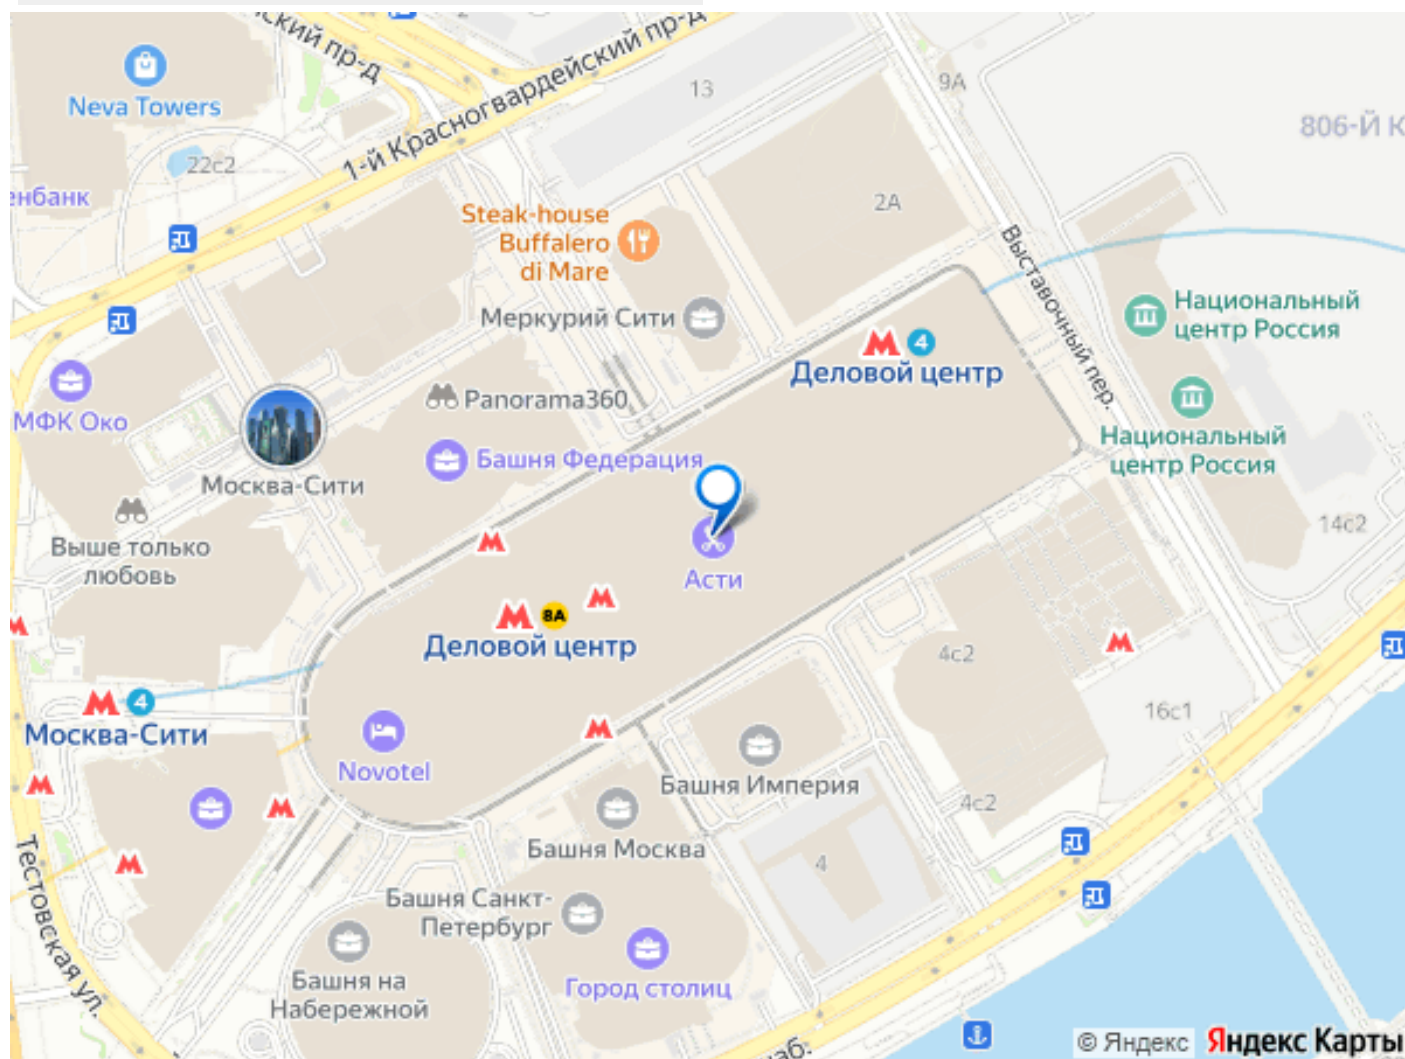 ский пр-д
1-й Красногвардейский пр-д
Neva Towers
22с2
енбанк
13
9А
806-Й К
2А
Steak-house
Buffalero
di Mare
Выставочный пер.
Национальный
центр Россия
Меркурий Сити
4
Деловой центр
МФК Око
Panorama360
Национальный
центр Россия
Башня Федерация
Москва-Сити
14с2
Выше только
любовь
Асти
8А
Деловой центр
4с2
4
Москва-Сити
16с1
Novotel
Башня Империя
4с2
Башня Москва
4
Тестовская ул.
Башня Санкт-
Петербург
Башня на
Набережной
Город столиц
наб.
© Яндекс Яндекс Карты